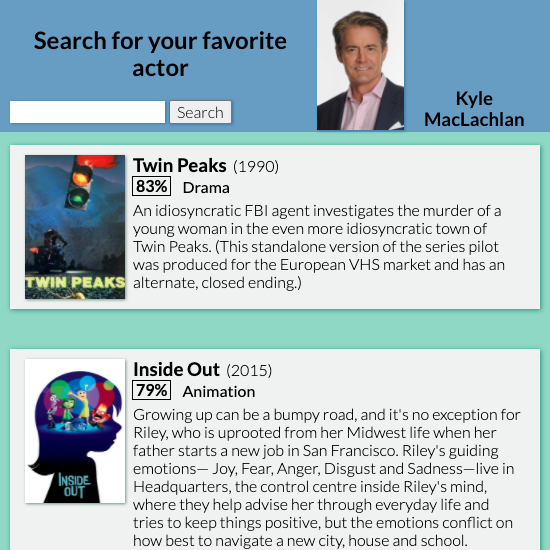 Search for your favorite
actor
Search
Kyle
MacLachlan
TWIN PEAKS
Twin Peaks (1990)
83% Drama
An idiosyncratic FBI agent investigates the murder of a
young woman in the even more idiosyncratic town of
Twin Peaks. (This standalone version of the series pilot
was produced for the European VHS market and has an
alternate, closed ending.)
INSIDE
OUT
Inside Out (2015)
79% Animation
Growing up can be a bumpy road, and it's no exception for
Riley, who is uprooted from her Midwest life when her
father starts a new job in San Francisco. Riley's guiding
emotions— Joy, Fear, Anger, Disgust and Sadness—live in
Headquarters, the control centre inside Riley's mind,
where they help advise her through everyday life and
tries to keep things positive, but the emotions conflict on
how best to navigate a new city, house and school.